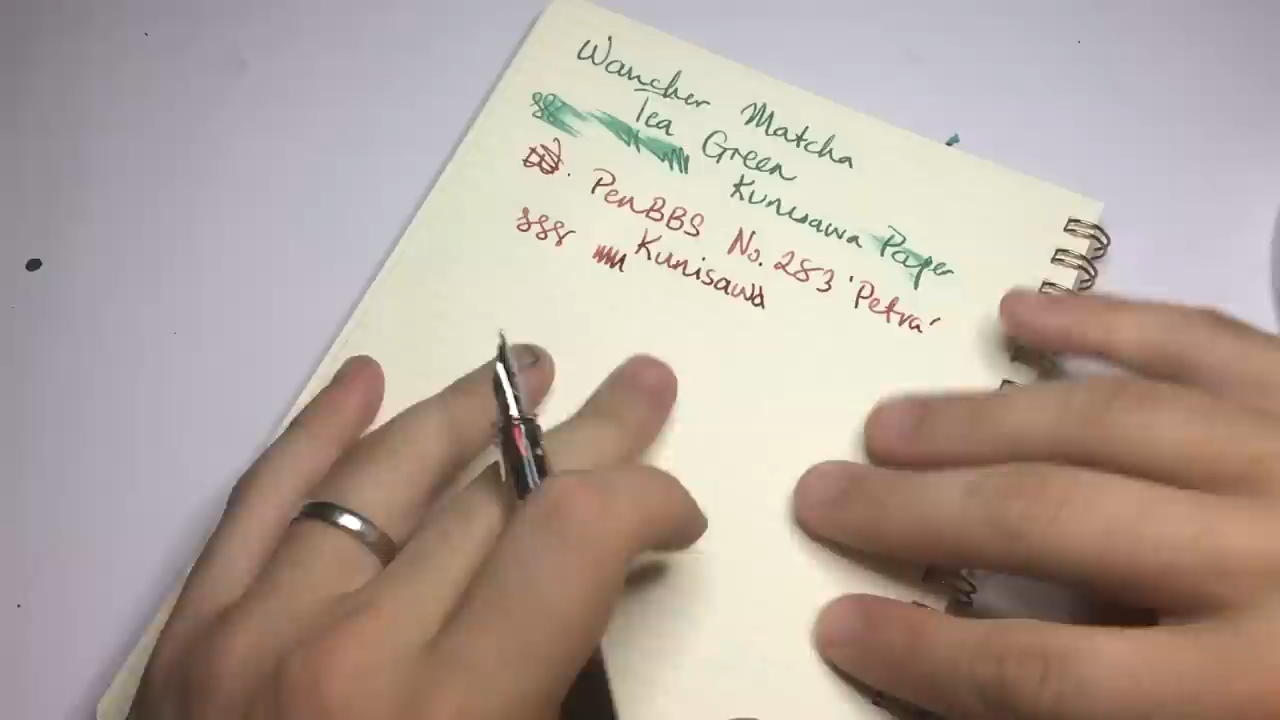 Wancher Matcha
Tea Green
Kunisawa Paper
PenBBS No. 283 'Petra'
Kunisawa